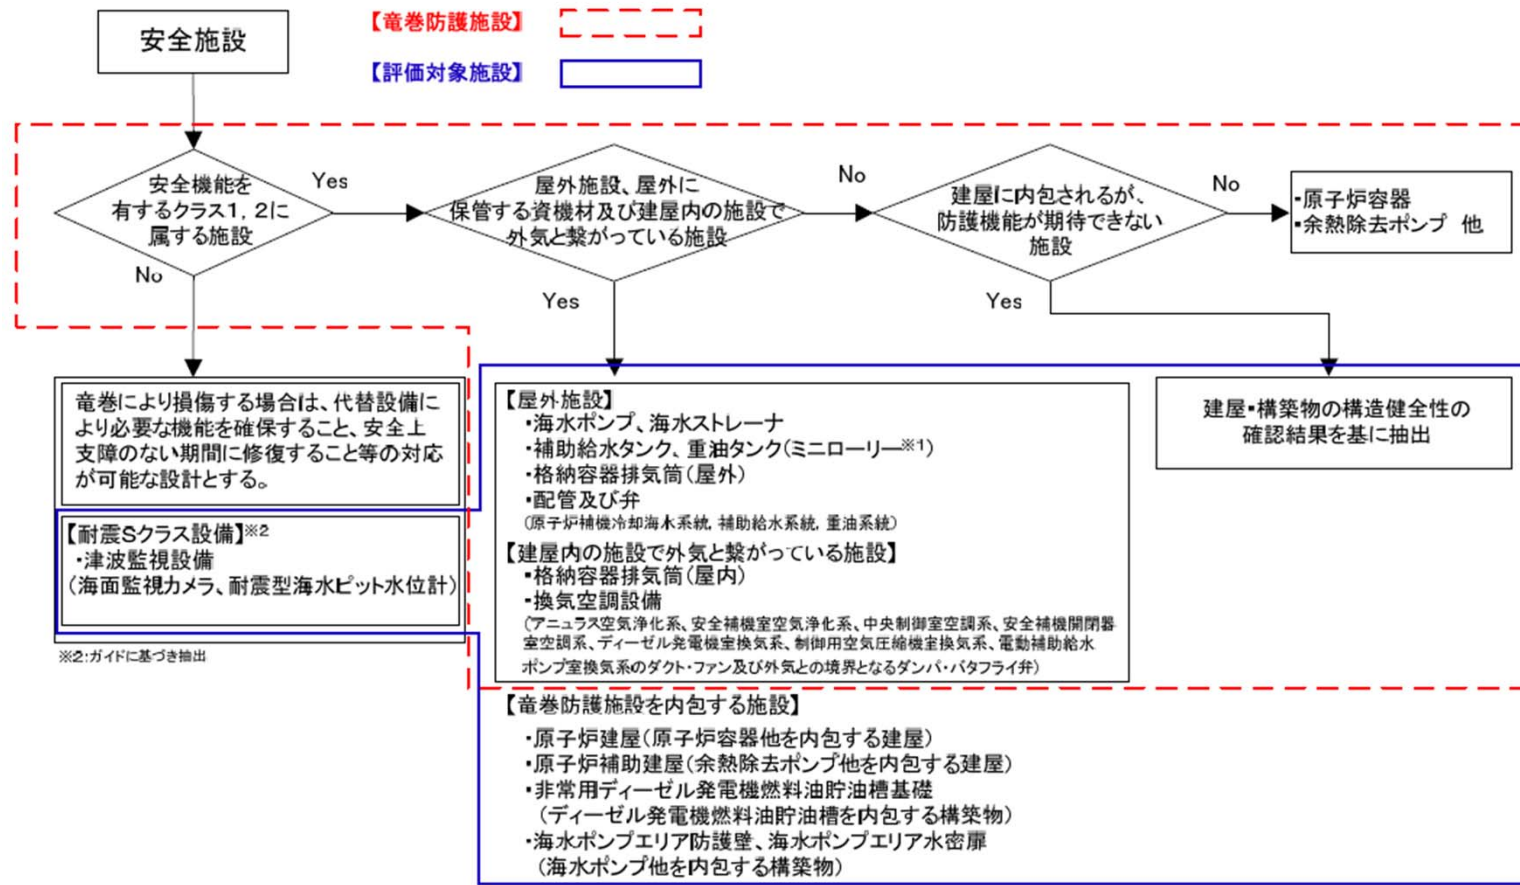 安全施設
【竜巻防護施設】
【評価対象施設】
安全機能を
有するクラス1，2に
属する施設
Yes
No
屋外施設、屋外に
保管する資機材及び建屋内の施設で
外気と繋がっている施設
No
Yes
建屋に内包されるが、
防護機能が期待できない
施設
No
Yes
・原子炉容器
・余熱除去ポンプ 他
竜巻により損傷する場合は、代替設備に
より必要な機能を確保すること、安全上
支障のない期間に修復すること等の対応
が可能な設計とする。
【耐震Sクラス設備】※2
・津波監視設備
(海面監視カメラ、耐震型海水ピット水位計)
※2:ガイドに基づき抽出
【屋外施設】
・海水ポンプ、海水ストレーナ
・補助給水タンク、重油タンク(ミニローリー※1)
・格納容器排気筒(屋外)
・配管及び弁
(原子炉補機冷却海水系統，補助給水系統，重油系統)
【建屋内の施設で外気と繋がっている施設】
・格納容器排気筒(屋内)
・換気空調設備
(アニュラス空気浄化系、安全補機室空気浄化系、中央制御室空調系、安全補機開閉器
室空調系、ディーゼル発電機室換気系、制御用空気圧縮機室換気系、電動補助給水
ポンプ室換気系のダクト・ファン及び外気との境界となるダンパ・バタフライ弁)
建屋・構築物の構造健全性の
確認結果を基に抽出
【竜巻防護施設を内包する施設】
・原子炉建屋(原子炉容器他を内包する建屋)
・原子炉補助建屋(余熱除去ポンプ他を内包する建屋)
・非常用ディーゼル発電機燃料油貯油槽基礎
(ディーゼル発電機燃料油貯油槽を内包する構築物)
・海水ポンプエリア防護壁、海水ポンプエリア水密扉
(海水ポンプ他を内包する構築物)